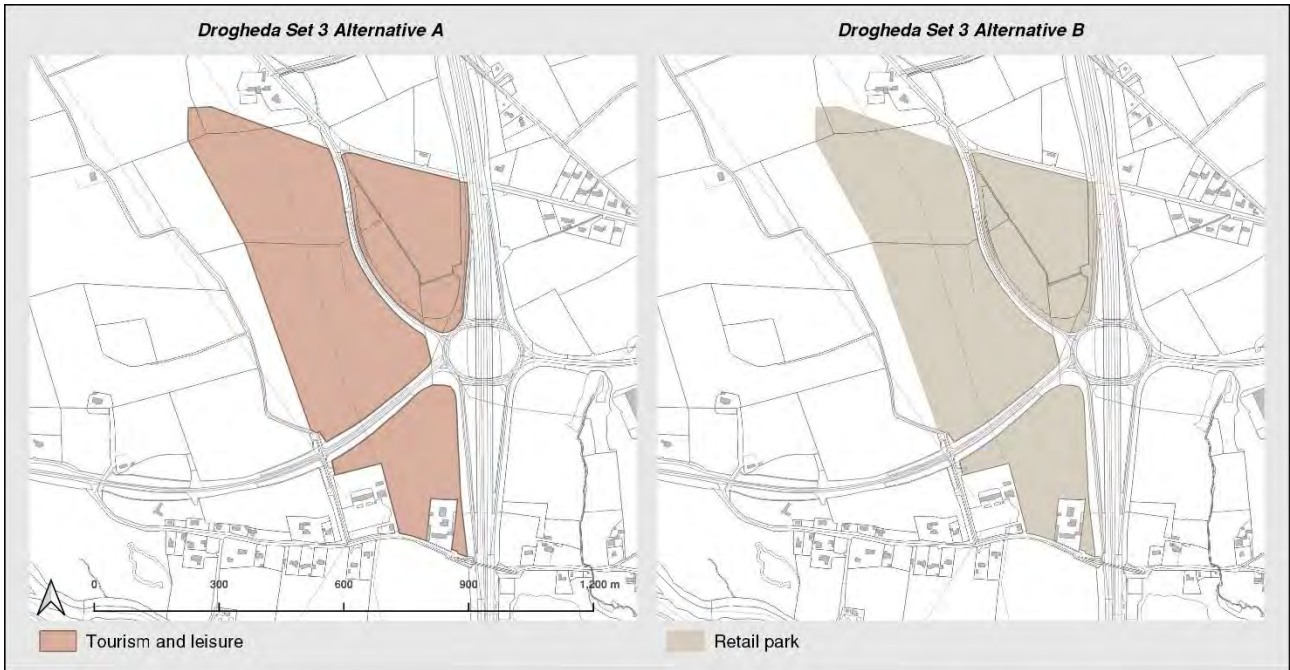 Drogheda Set 3 Alternative A
Drogheda Set 3 Alternative B
0 300 600 900 1,200 m
Tourism and leisure
Retail park